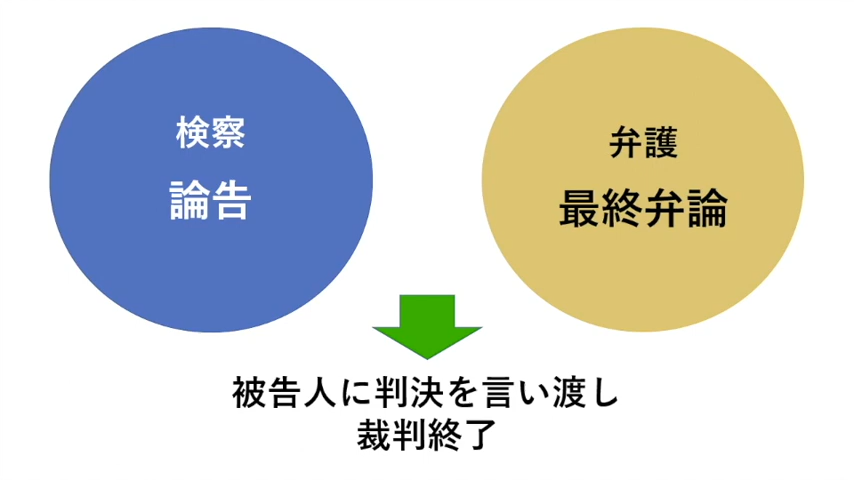 検察
論告
弁護
最終弁論
被告人に判決を言い渡し
裁判終了